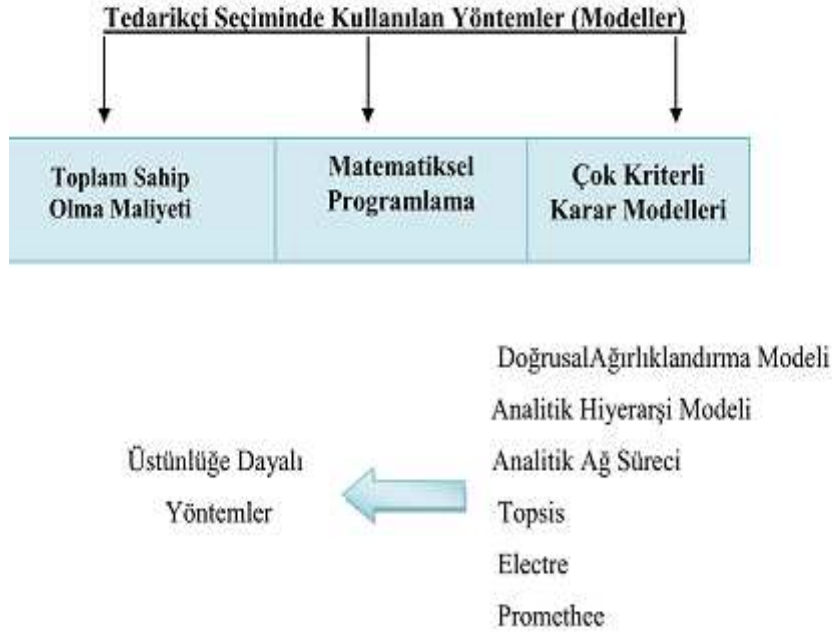 Tedarikçi Seçiminde Kullanılan Yöntemler (Modeller)
Toplam Sahip
Olma Maliyeti
Matematiksel
Programlama
Çok Kriterli
Karar Modelleri
DoğrusalAğırlıklandırma Modeli
Analitik Hiyerarşi Modeli
Analitik Ağ Süreci
Topsis
Electre
Promethee
Üstünlüğe Dayalı
Yöntemler